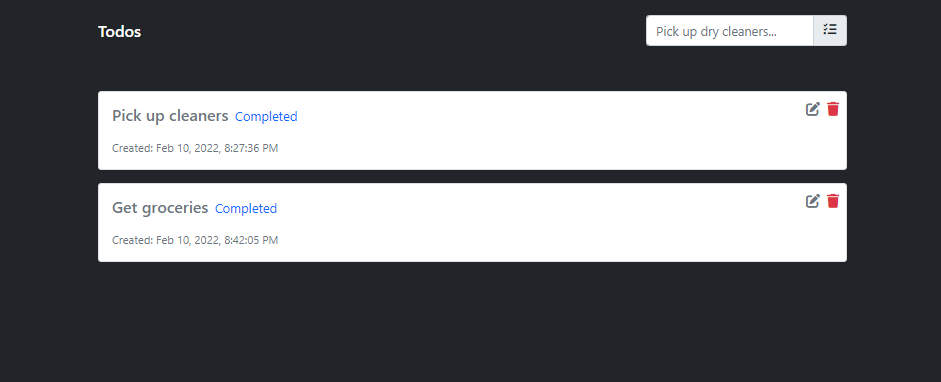 Todos
Pick up dry cleaners...
Pick up cleaners Completed
Created: Feb 10, 2022, 8:27:36 PM
Get groceries Completed
Created: Feb 10, 2022, 8:42:05 PM